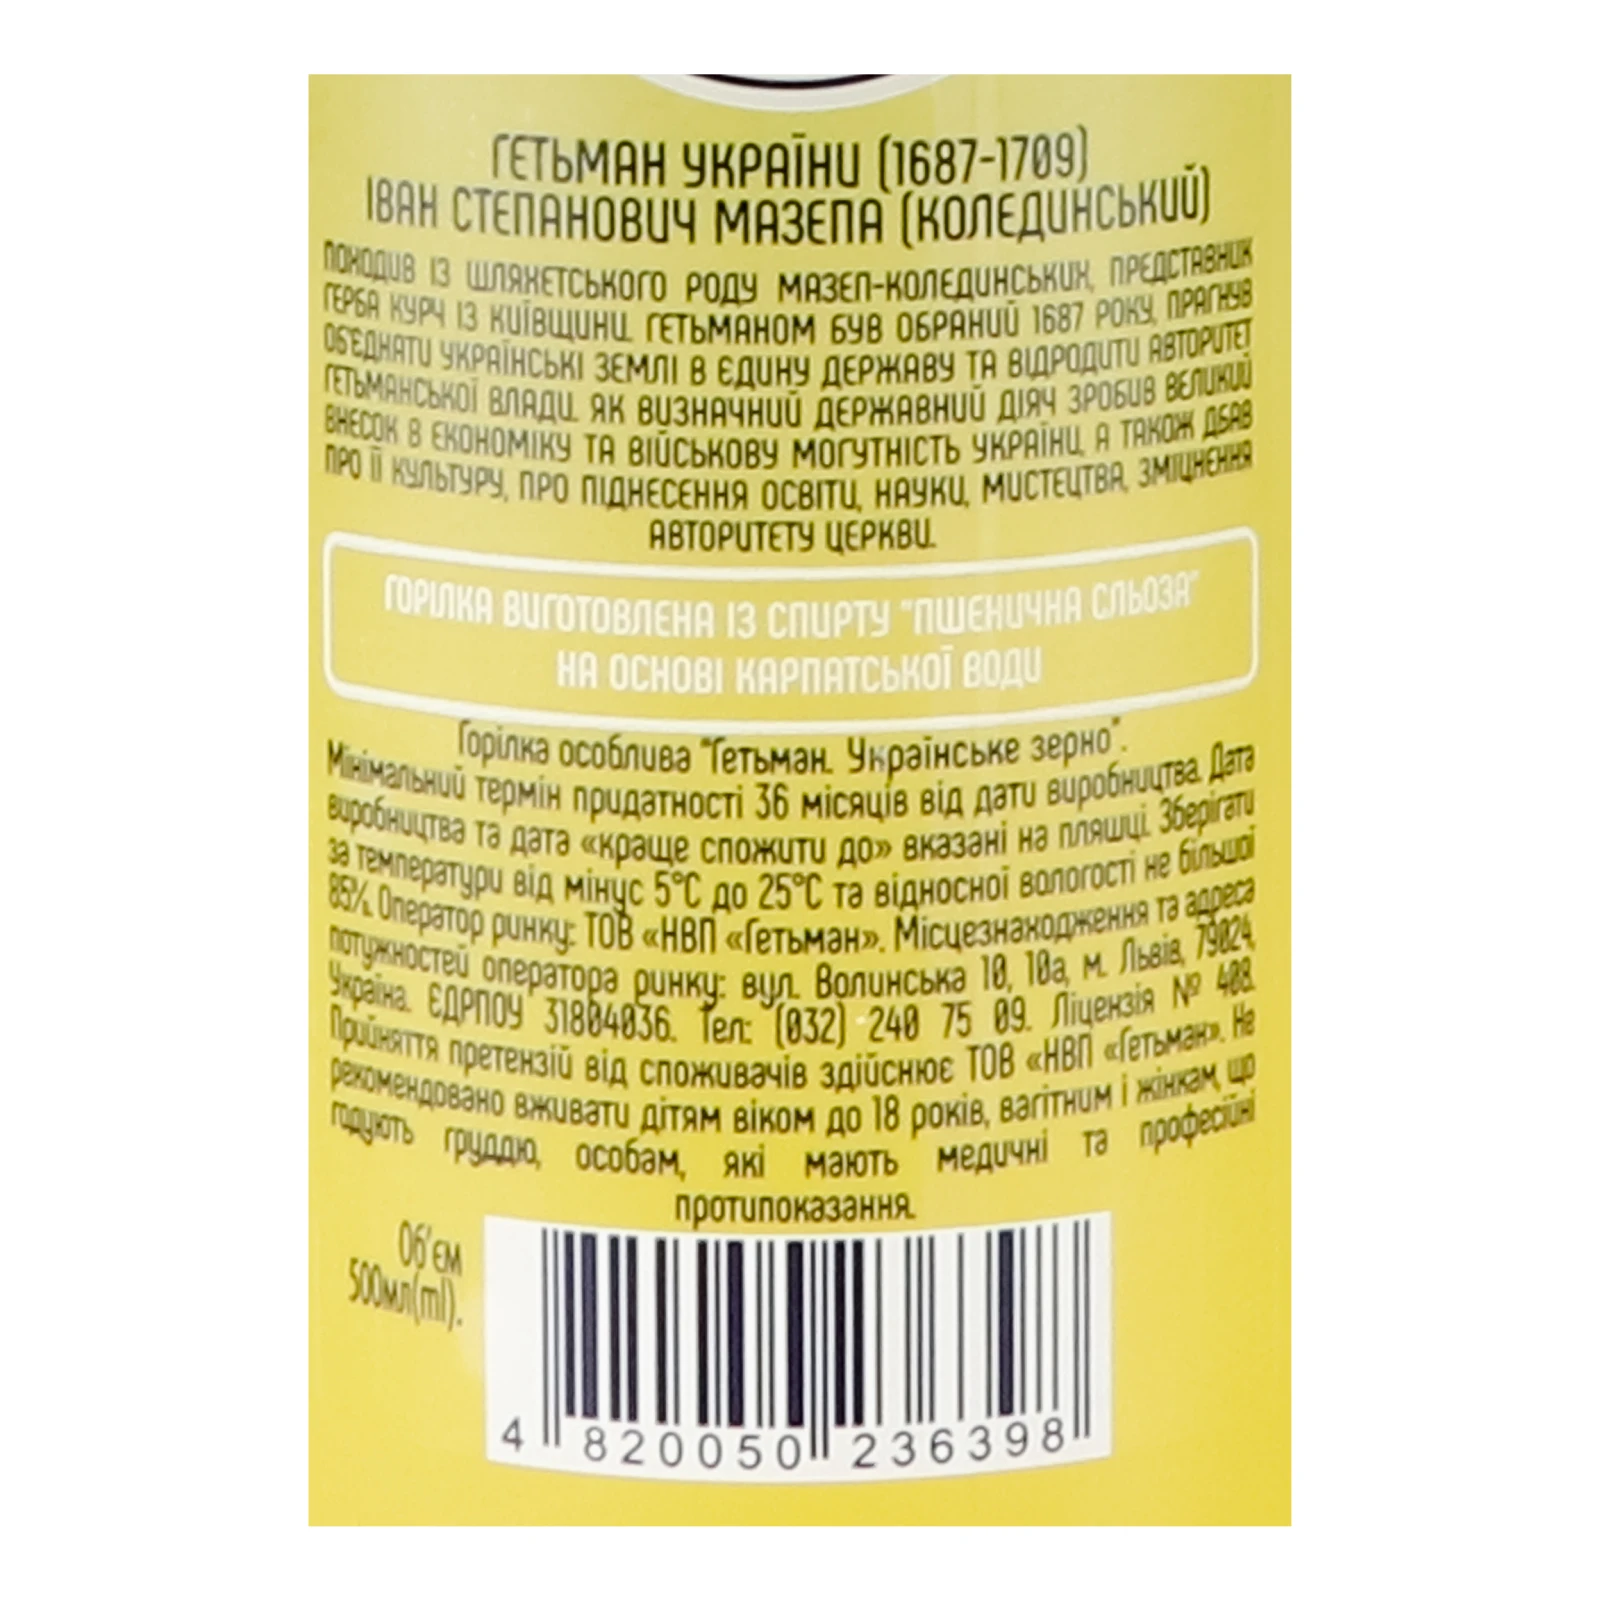 ГЕТЬМАН УКРАЇНИ (1687-1709)
ІВАН СТЕПАНОВИЧ МАЗЕПА (КОЛЕДИНСЬКИЙ)
ПОХОДИВ ІЗ ШЛЯХЕТСЬКОГО РОДУ МАЗЕП-КОЛЕДИНСЬКИХ, ПРЕДСТАВНИК
ГЕРБА КУРЧ ІЗ КИЇВЩИНИ. ГЕТЬМАНОМ БУВ ОБРАНИЙ 1687 РОКУ, ПРАГНУВ
ОБ'ЄДНАТИ УКРАЇНСЬКІ ЗЕМЛІ В ЄДИНУ ДЕРЖАВУ ТА ВІДРОДИТИ АВТОРИТЕТ
ГЕТЬМАНСЬКОЇ ВЛАДИ. ЯК ВИЗНАЧНИЙ ДЕРЖАВНИЙ ДІЯЧ ЗРОБИВ ВЕЛИКИЙ
ВНЕСОК В ЕКОНОМІКУ ТА ВІЙСЬКОВУ МОГУТНІСТЬ УКРАЇНИ, А ТАКОЖ ДБАВ
ПРО ЇЇ КУЛЬТУРУ, ПРО ПІДНЕСЕННЯ ОСВІТИ, НАУКИ, МИСТЕЦТВА, ЗМІЦНЕННЯ
АВТОРИТЕТУ ЦЕРКВИ.
ГОРІЛКА ВИГОТОВЛЕНА ІЗ СПИРТУ "ПШЕНИЧНА СЛЬОЗА"
НА ОСНОВІ КАРПАТСЬКОЇ ВОДИ
Горілка особлива "Гетьман. Українське зерно".
Мінімальний термін придатності 36 місяців від дати виробництва. Дата
виробництва та дата «краще спожити до» вказані на пляшці. Зберігати
за температури від мінус 5°C до 25°C та відносної вологості не більшої
85%. Оператор ринку: ТОВ «НВП «Гетьман». Місцезнаходження та адреса
потужностей оператора ринку: вул. Волинська 10, 10а, м. Львів, 79024,
Україна. ЄДРПОУ 31804036. Тел: (032) 240 75 09. Ліцензія № 408.
Прийняття претензій від споживачів здійснює ТОВ «НВП «Гетьман». Не
рекомендовано вживати дітям віком до 18 років, вагітним і жінкам, що
годують груддю, особам, які мають медичні та професійні
протипоказання.
Об'єм
500мл(ml).
4 820050 236398